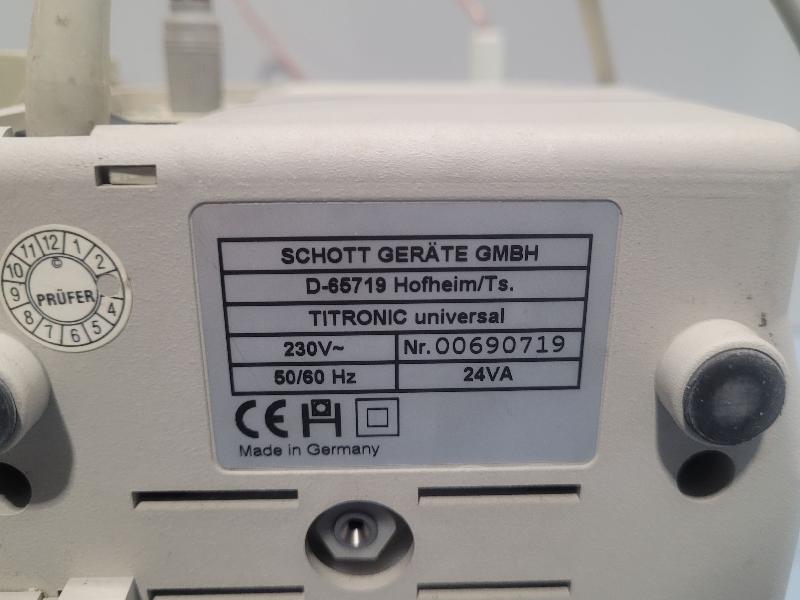 SCHOTT GERÄTE GMBH
D-65719 Hofheim/Ts.
TITRONIC universal
230V~ Nr. 00690719
50/60 Hz 24VA
CE
Made in Germany
11 12 1 2 4 5 6 7 8 9 10
©
PRÜFER